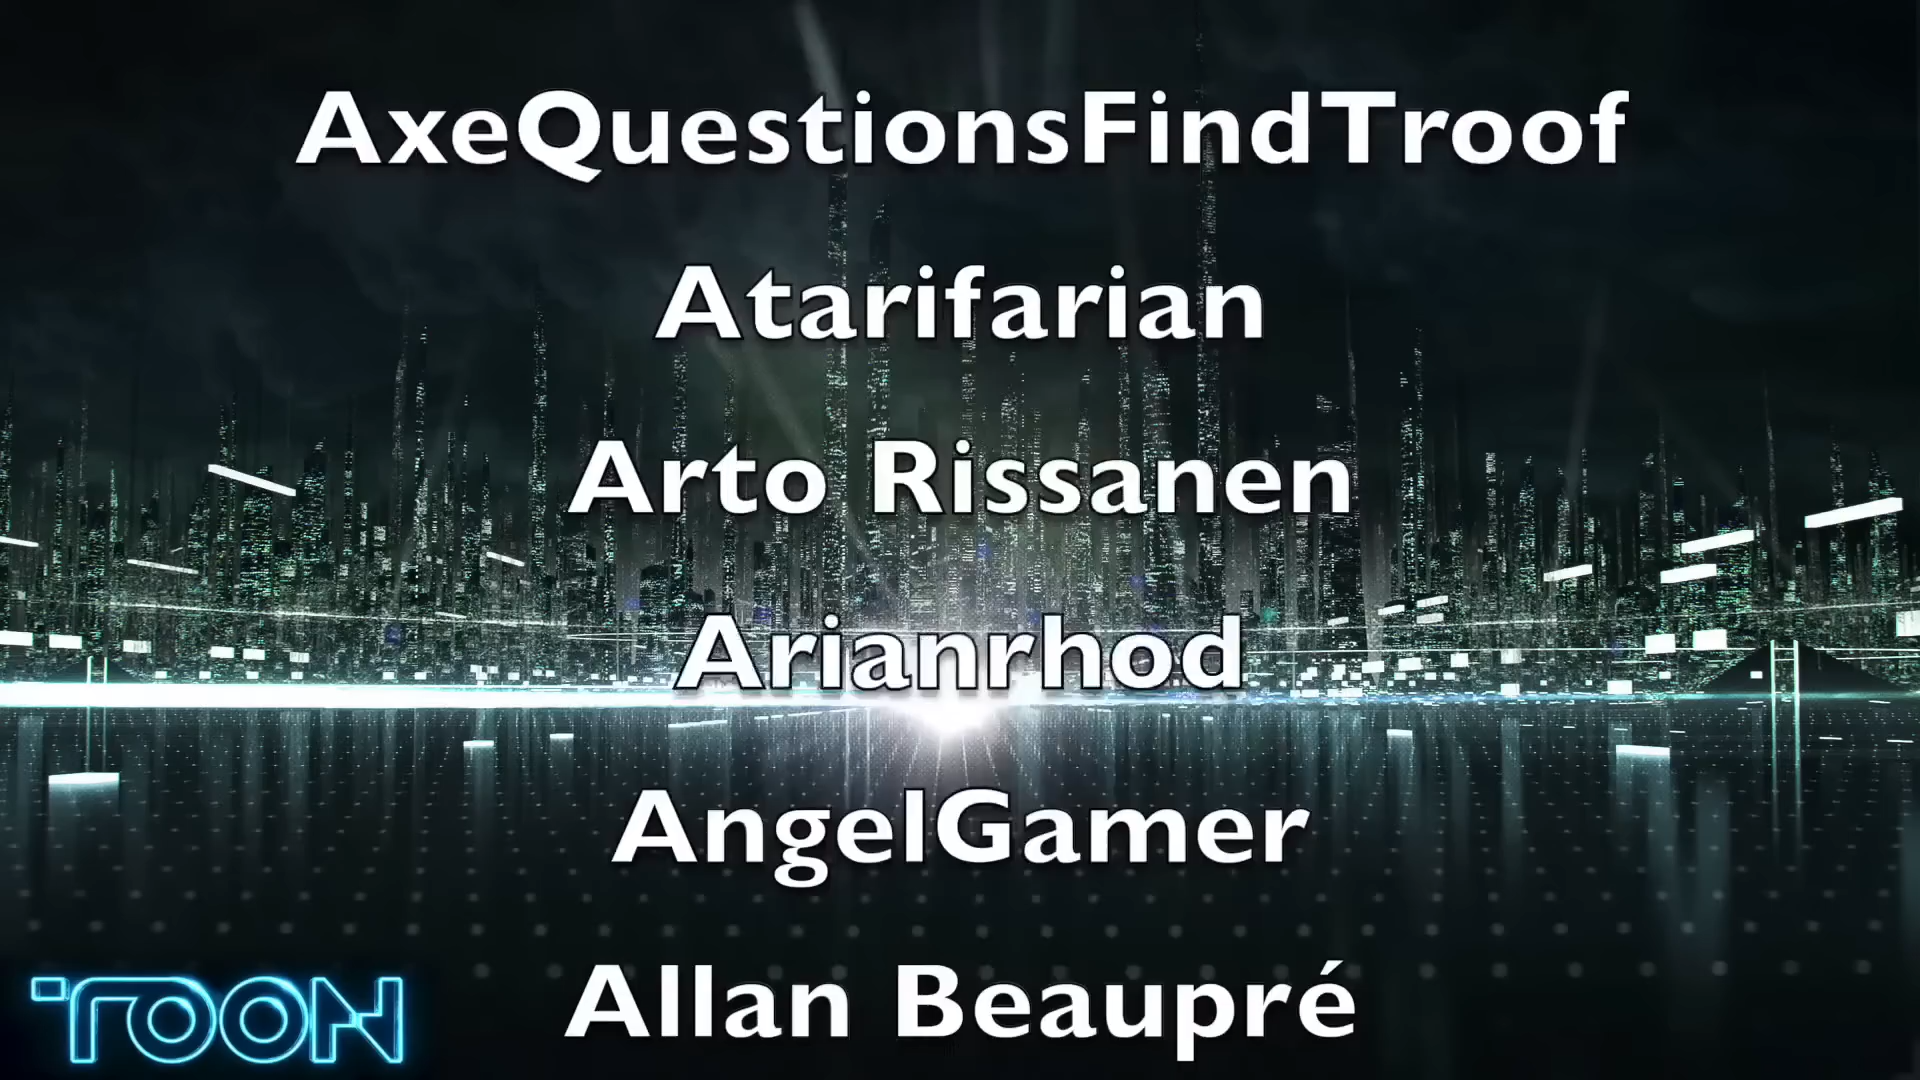 AxeQuestionsFindTroof
Atarifarian
Arto Rissanen
Arianrhod
AngelGamer
Allan Beaupré
TOON